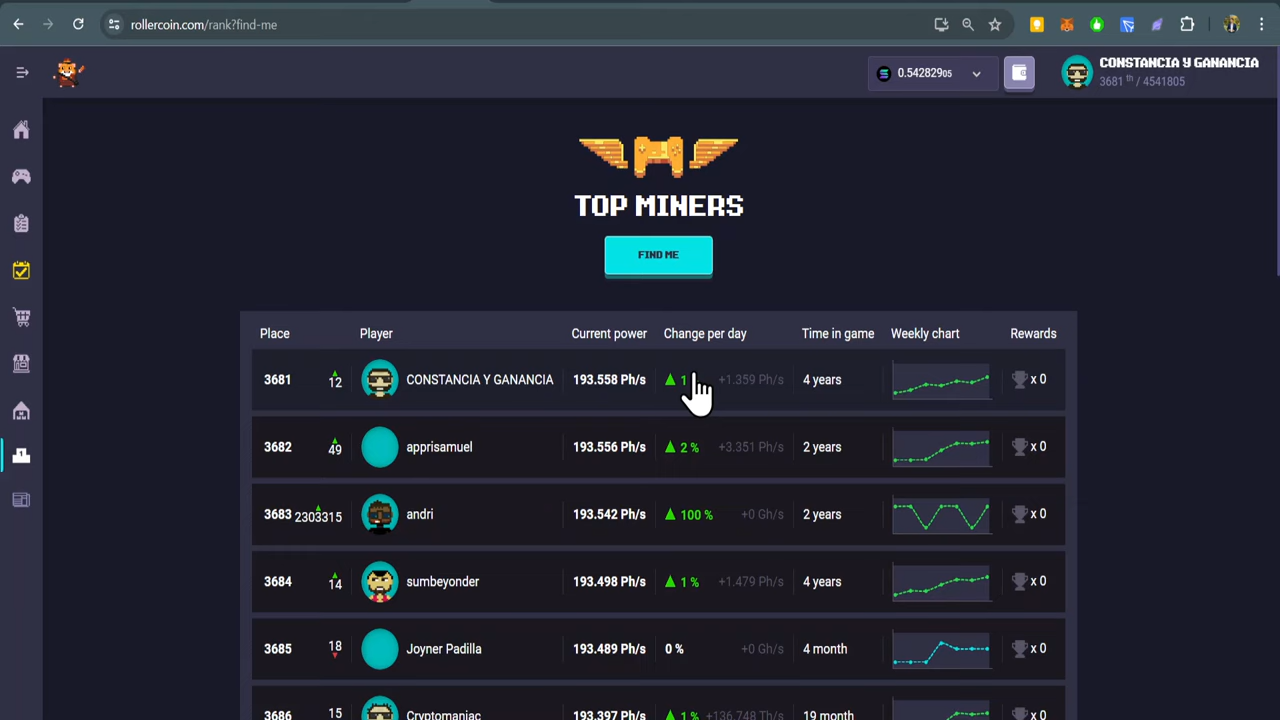 rollercoin.com/rank?find-me
0.54282905
CONSTANCIA Y GANANCIA
3681 th / 4541805
TOP MINERS
FIND ME
Place Player Current power Change per day Time in game Weekly chart Rewards
3681 12 CONSTANCIA Y GANANCIA 193.558 Ph/s 1 +1.359 Ph/s 4 years x 0
3682 49 apprisamuel 193.556 Ph/s 2 % +3.351 Ph/s 2 years x 0
3683 2303315 andri 193.542 Ph/s 100 % +0 Gh/s 2 years x 0
3684 14 sumbeyonder 193.498 Ph/s 1 % +1.479 Ph/s 4 years x 0
3685 18 Joyner Padilla 193.489 Ph/s 0 % +0 Gh/s 4 month x 0
3686 15 Cryptomaniac 193.397 Ph/s 1 % +136.748 Th/s 19 month x 0